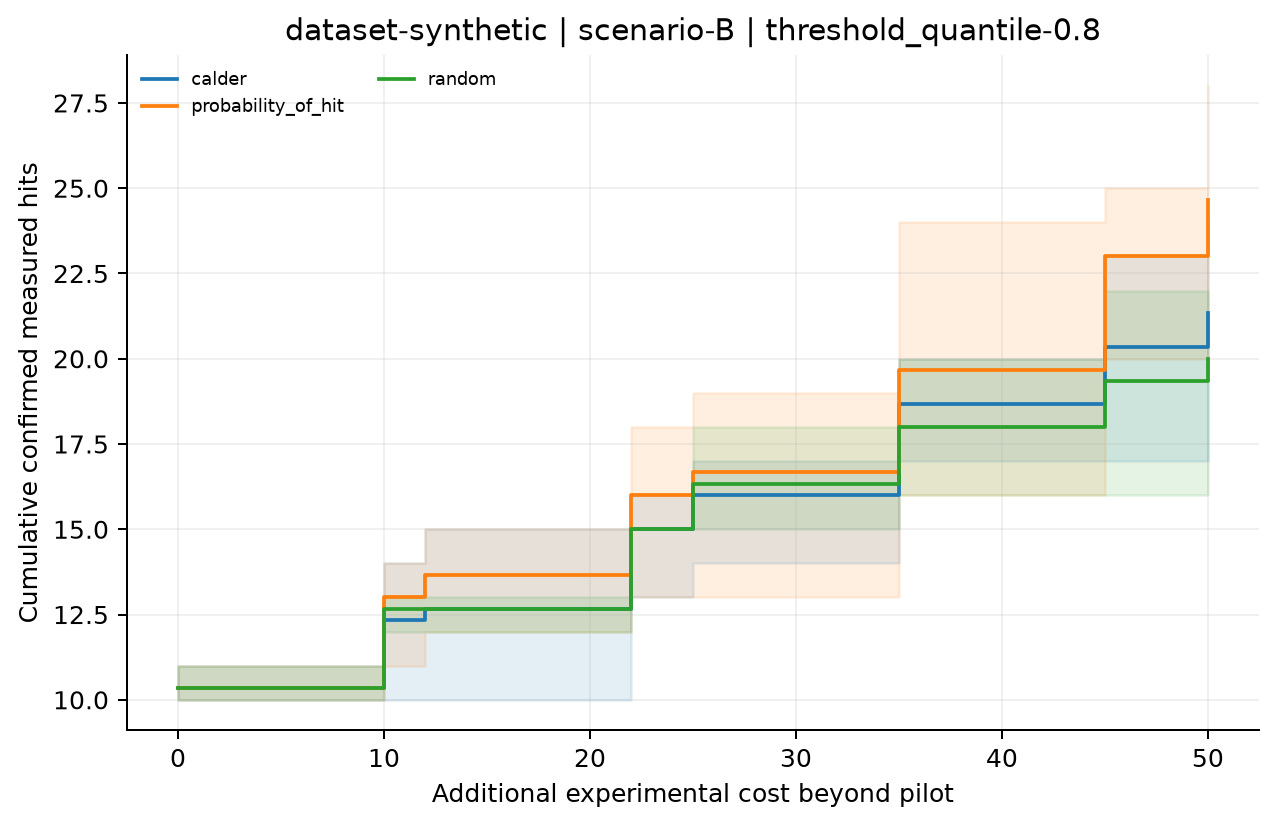 dataset-synthetic | scenario-B | threshold_quantile-0.8
calder
probability_of_hit
random
27.5
25.0
22.5
20.0
17.5
15.0
12.5
10.0
Cumulative confirmed measured hits
0 10 20 30 40 50
Additional experimental cost beyond pilot